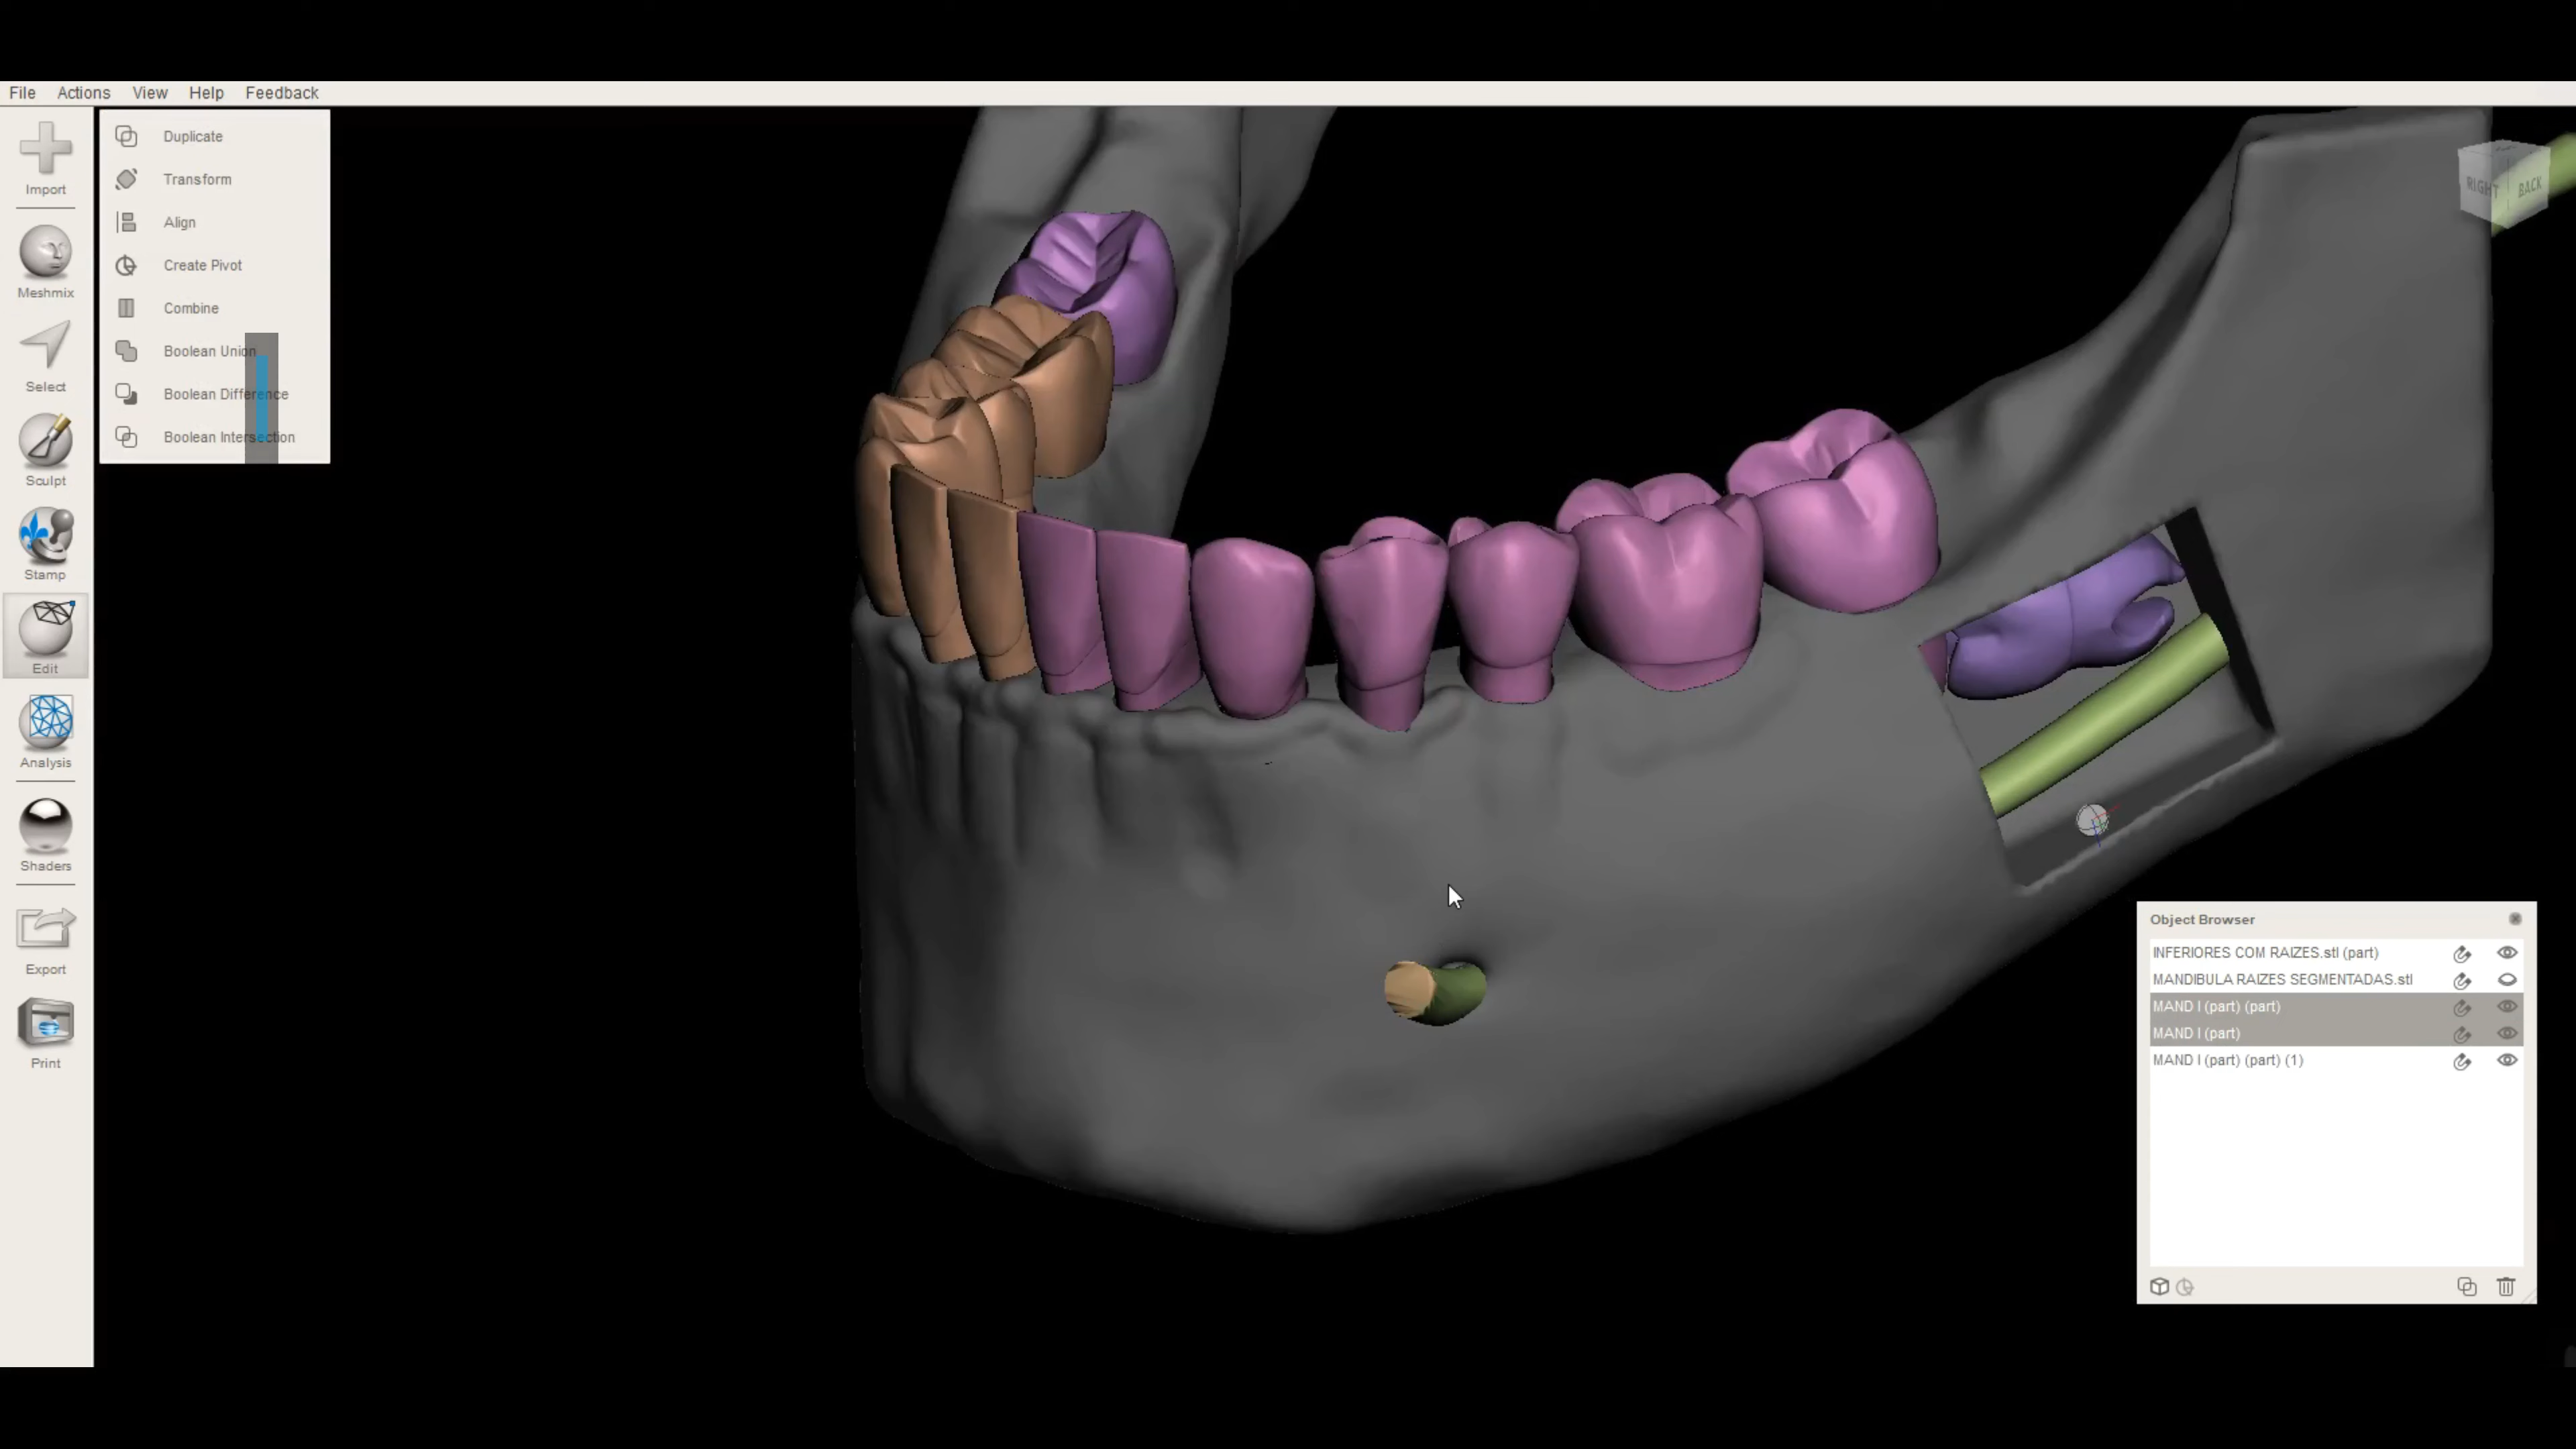 File Actions View Help Feedback
Import
Meshmix
Select
Sculpt
Stamp
Edit
Analysis
Shaders
Export
Print
Duplicate
Transform
Align
Create Pivot
Combine
Boolean Union
Boolean Difference
Boolean Intersection
RIGHT
BACK
Object Browser
INFERIORES COM RAIZES.stl (part)
MANDIBULA RAIZES SEGMENTADAS.stl
MAND I (part) (part)
MAND I (part)
MAND I (part) (part) (1)